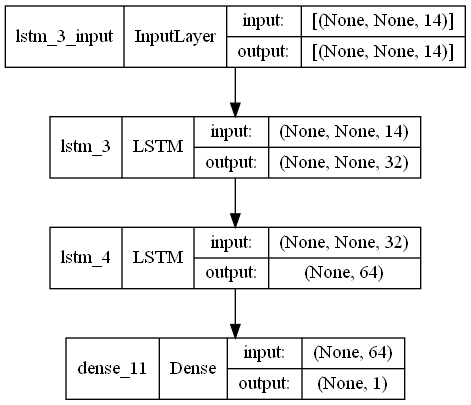 lstm_3_input InputLayer input: [(None, None, 14)]
output: [(None, None, 14)]
lstm_3 LSTM input: (None, None, 14)
output: (None, None, 32)
lstm_4 LSTM input: (None, None, 32)
output: (None, 64)
dense_11 Dense input: (None, 64)
output: (None, 1)